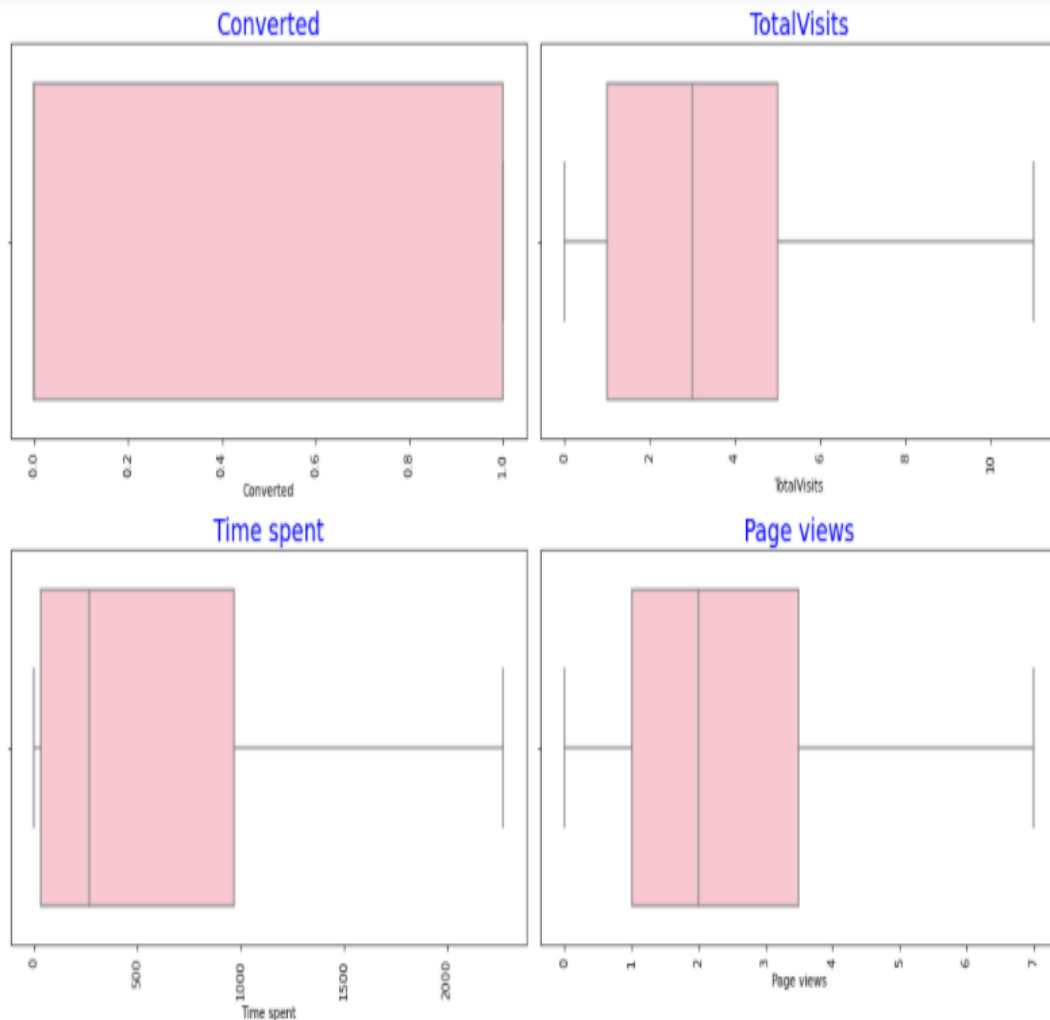 Converted
TotalVisits
0.0 0.2 0.4 0.6 0.8 1.0
Converted
0 2 4 6 8 10
TotalVisits
Time spent
Page views
0 500 1000 1500 2000
Time spent
0 1 2 3 4 5 6 7
Page views